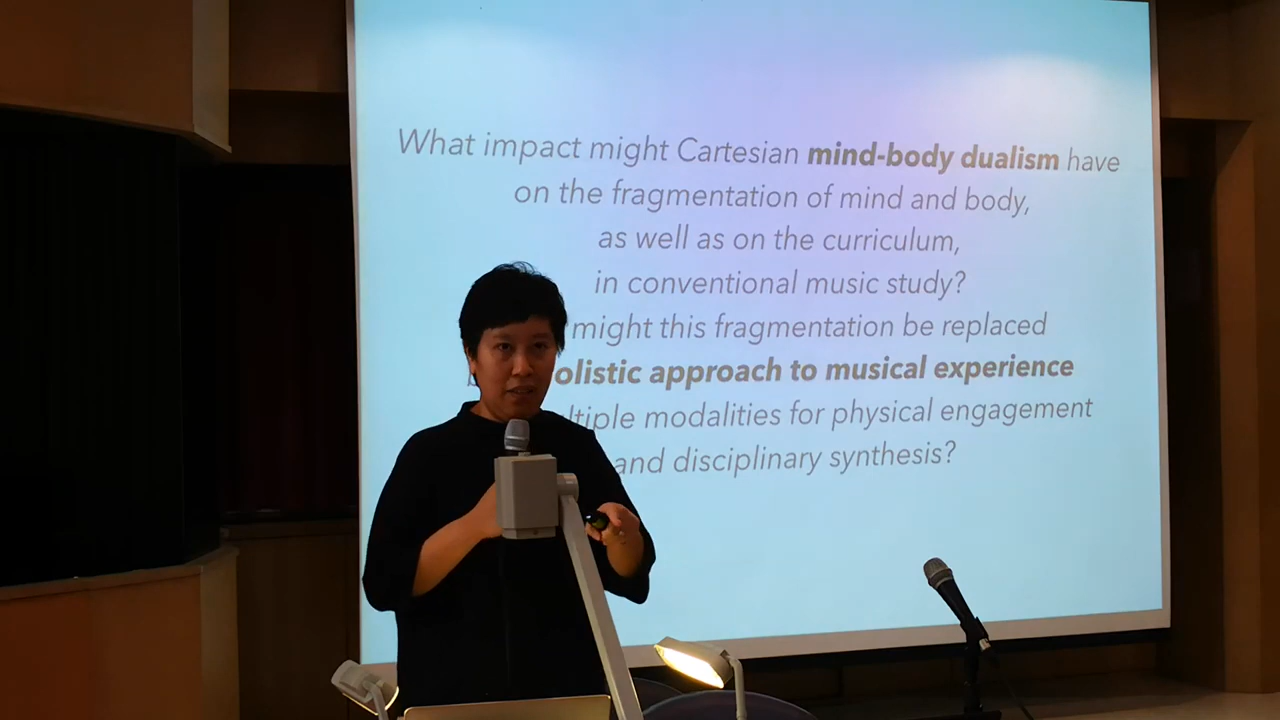 What impact might Cartesian mind-body dualism have
on the fragmentation of mind and body,
as well as on the curriculum,
in conventional music study?
might this fragmentation be replaced
olistic approach to musical experience
ltiple modalities for physical engagement
and disciplinary synthesis?